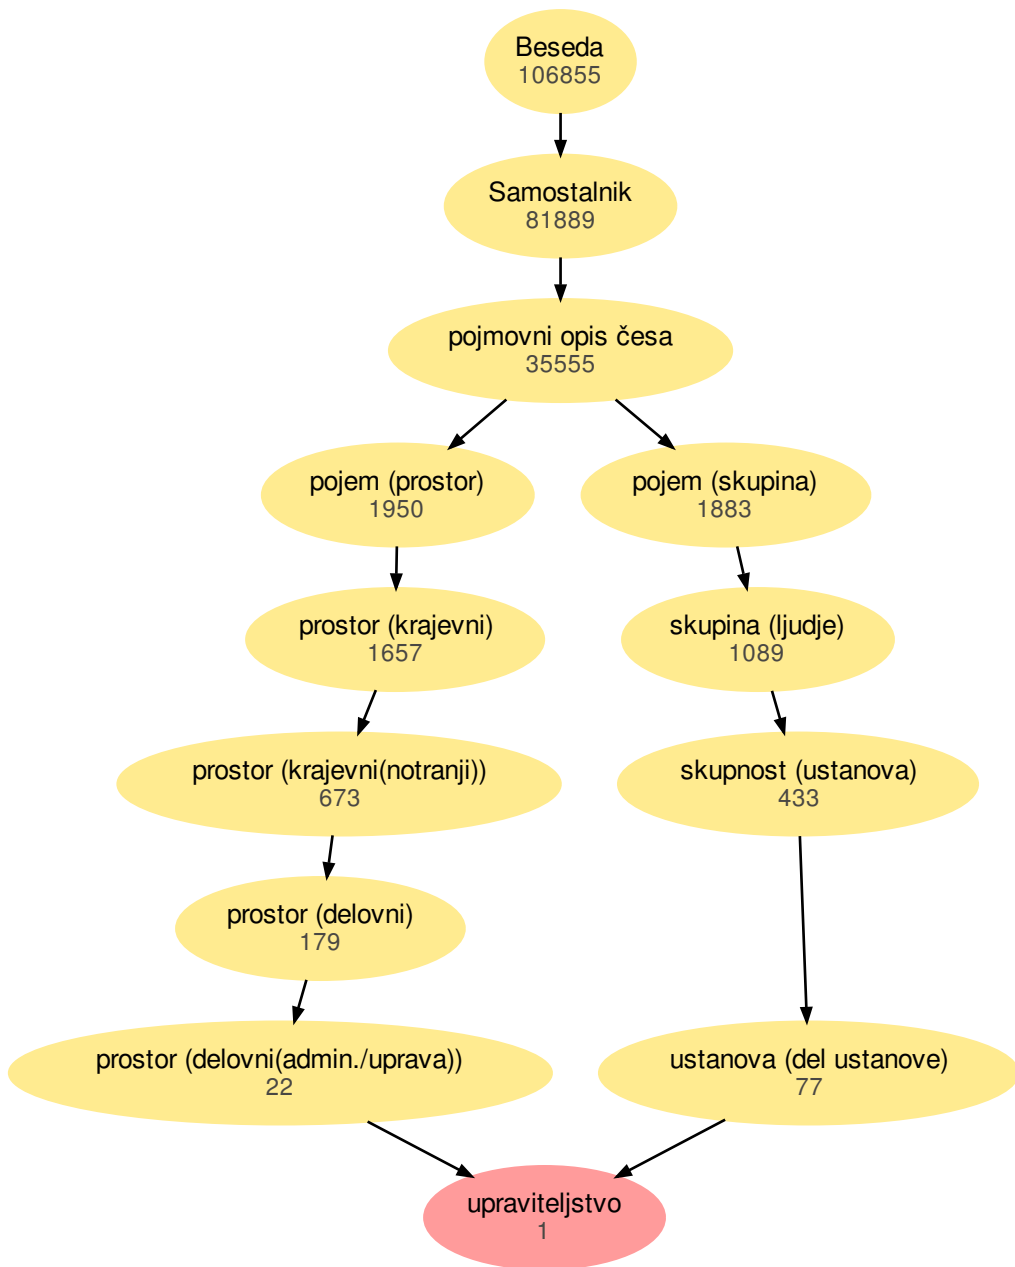 Beseda
106855
Samostalnik
81889
pojmovni opis česa
35555
pojem (prostor)
1950
pojem (skupina)
1883
prostor (krajevni)
1657
skupina (ljudje)
1089
prostor (krajevni(notranji))
673
skupnost (ustanova)
433
prostor (delovni)
179
prostor (delovni(admin./uprava))
22
ustanova (del ustanove)
77
upraviteljstvo
1